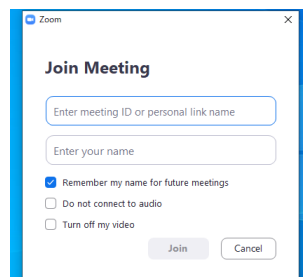 Zoom
Join Meeting
Enter meeting ID or personal link name
Enter your name
Remember my name for future meetings
Do not connect to audio
Turn off my video
Join Cancel